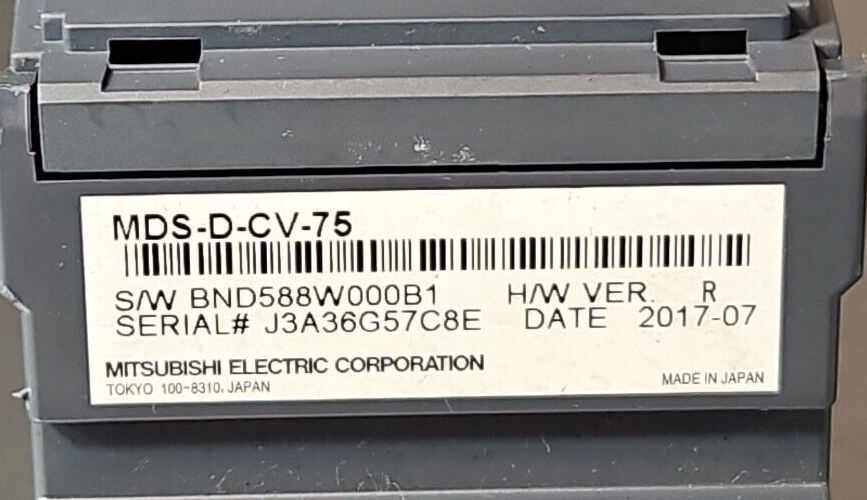 MDS-D-CV-75
S/W BND588W000B1 H/W VER. R
SERIAL# J3A36G57C8E DATE 2017-07
MITSUBISHI ELECTRIC CORPORATION
TOKYO 100-8310, JAPAN MADE IN JAPAN